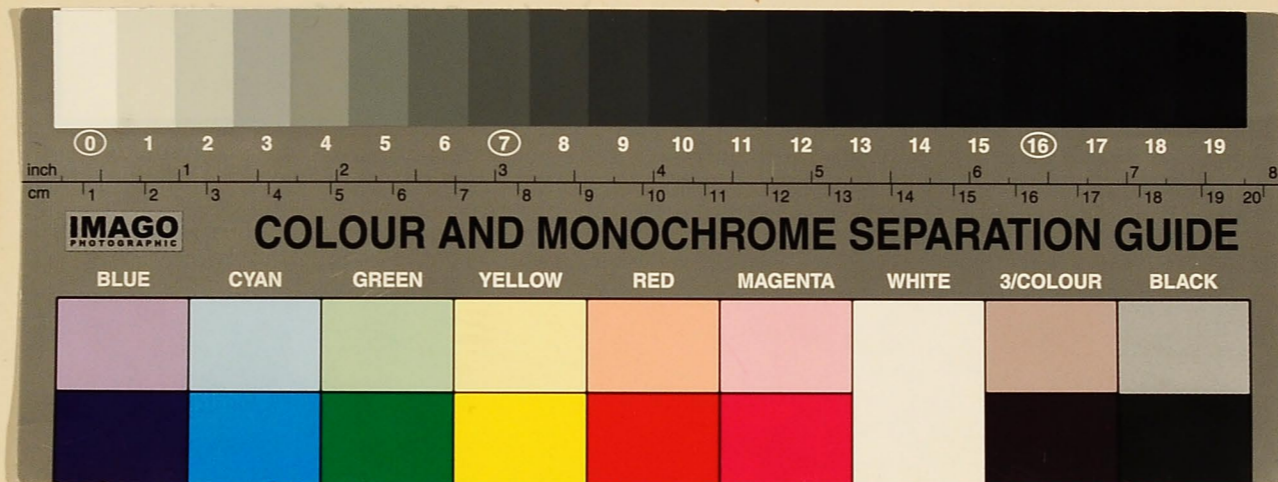 0 1 2 3 4 5 6 7 8 9 10 11 12 13 14 15 16 17 18 19
inch 1 2 3 4 5 6 7 8
cm 1 2 3 4 5 6 7 8 9 10 11 12 13 14 15 16 17 18 19 20
IMAGO
PHOTOGRAPHIC
COLOUR AND MONOCHROME SEPARATION GUIDE
BLUE CYAN GREEN YELLOW RED MAGENTA WHITE 3/COLOUR BLACK